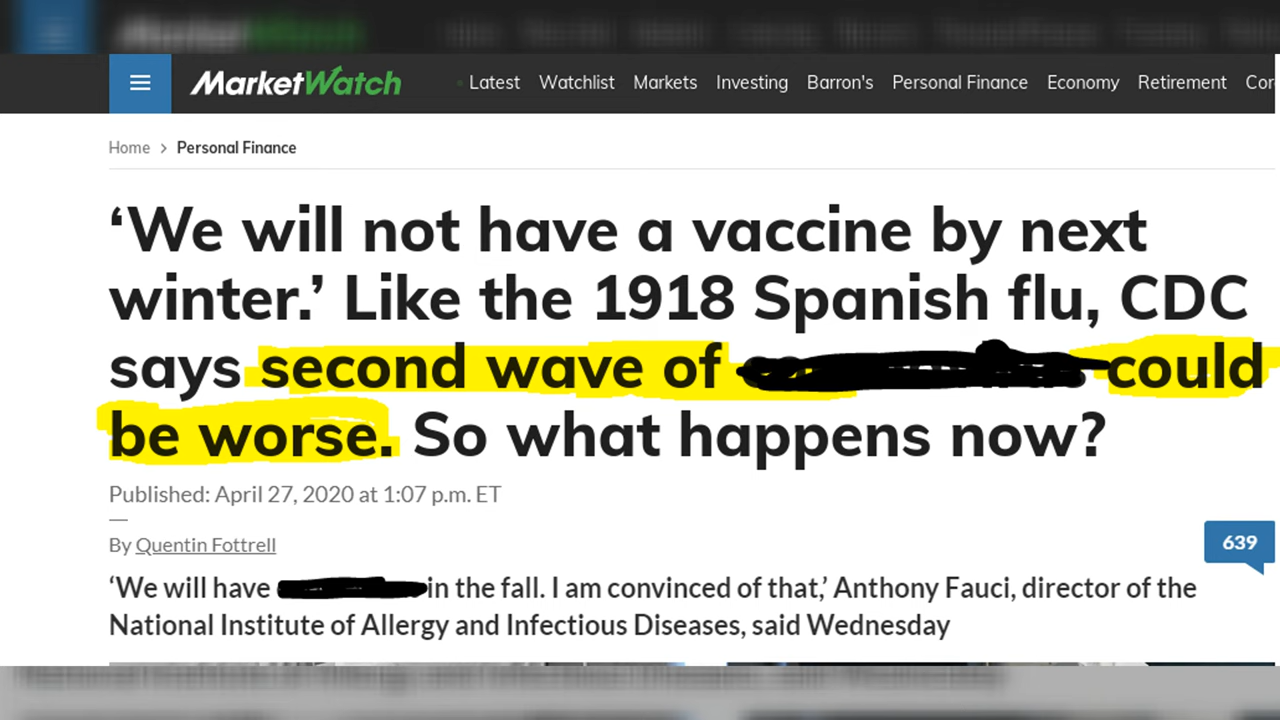 MarketWatch
Latest Watchlist Markets Investing Barron's Personal Finance Economy Retirement Cor
Home > Personal Finance
‘We will not have a vaccine by next
winter.’ Like the 1918 Spanish flu, CDC
says second wave of could
be worse. So what happens now?
Published: April 27, 2020 at 1:07 p.m. ET
By Quentin Fottrell
639
‘We will have in the fall. I am convinced of that,’ Anthony Fauci, director of the
National Institute of Allergy and Infectious Diseases, said Wednesday